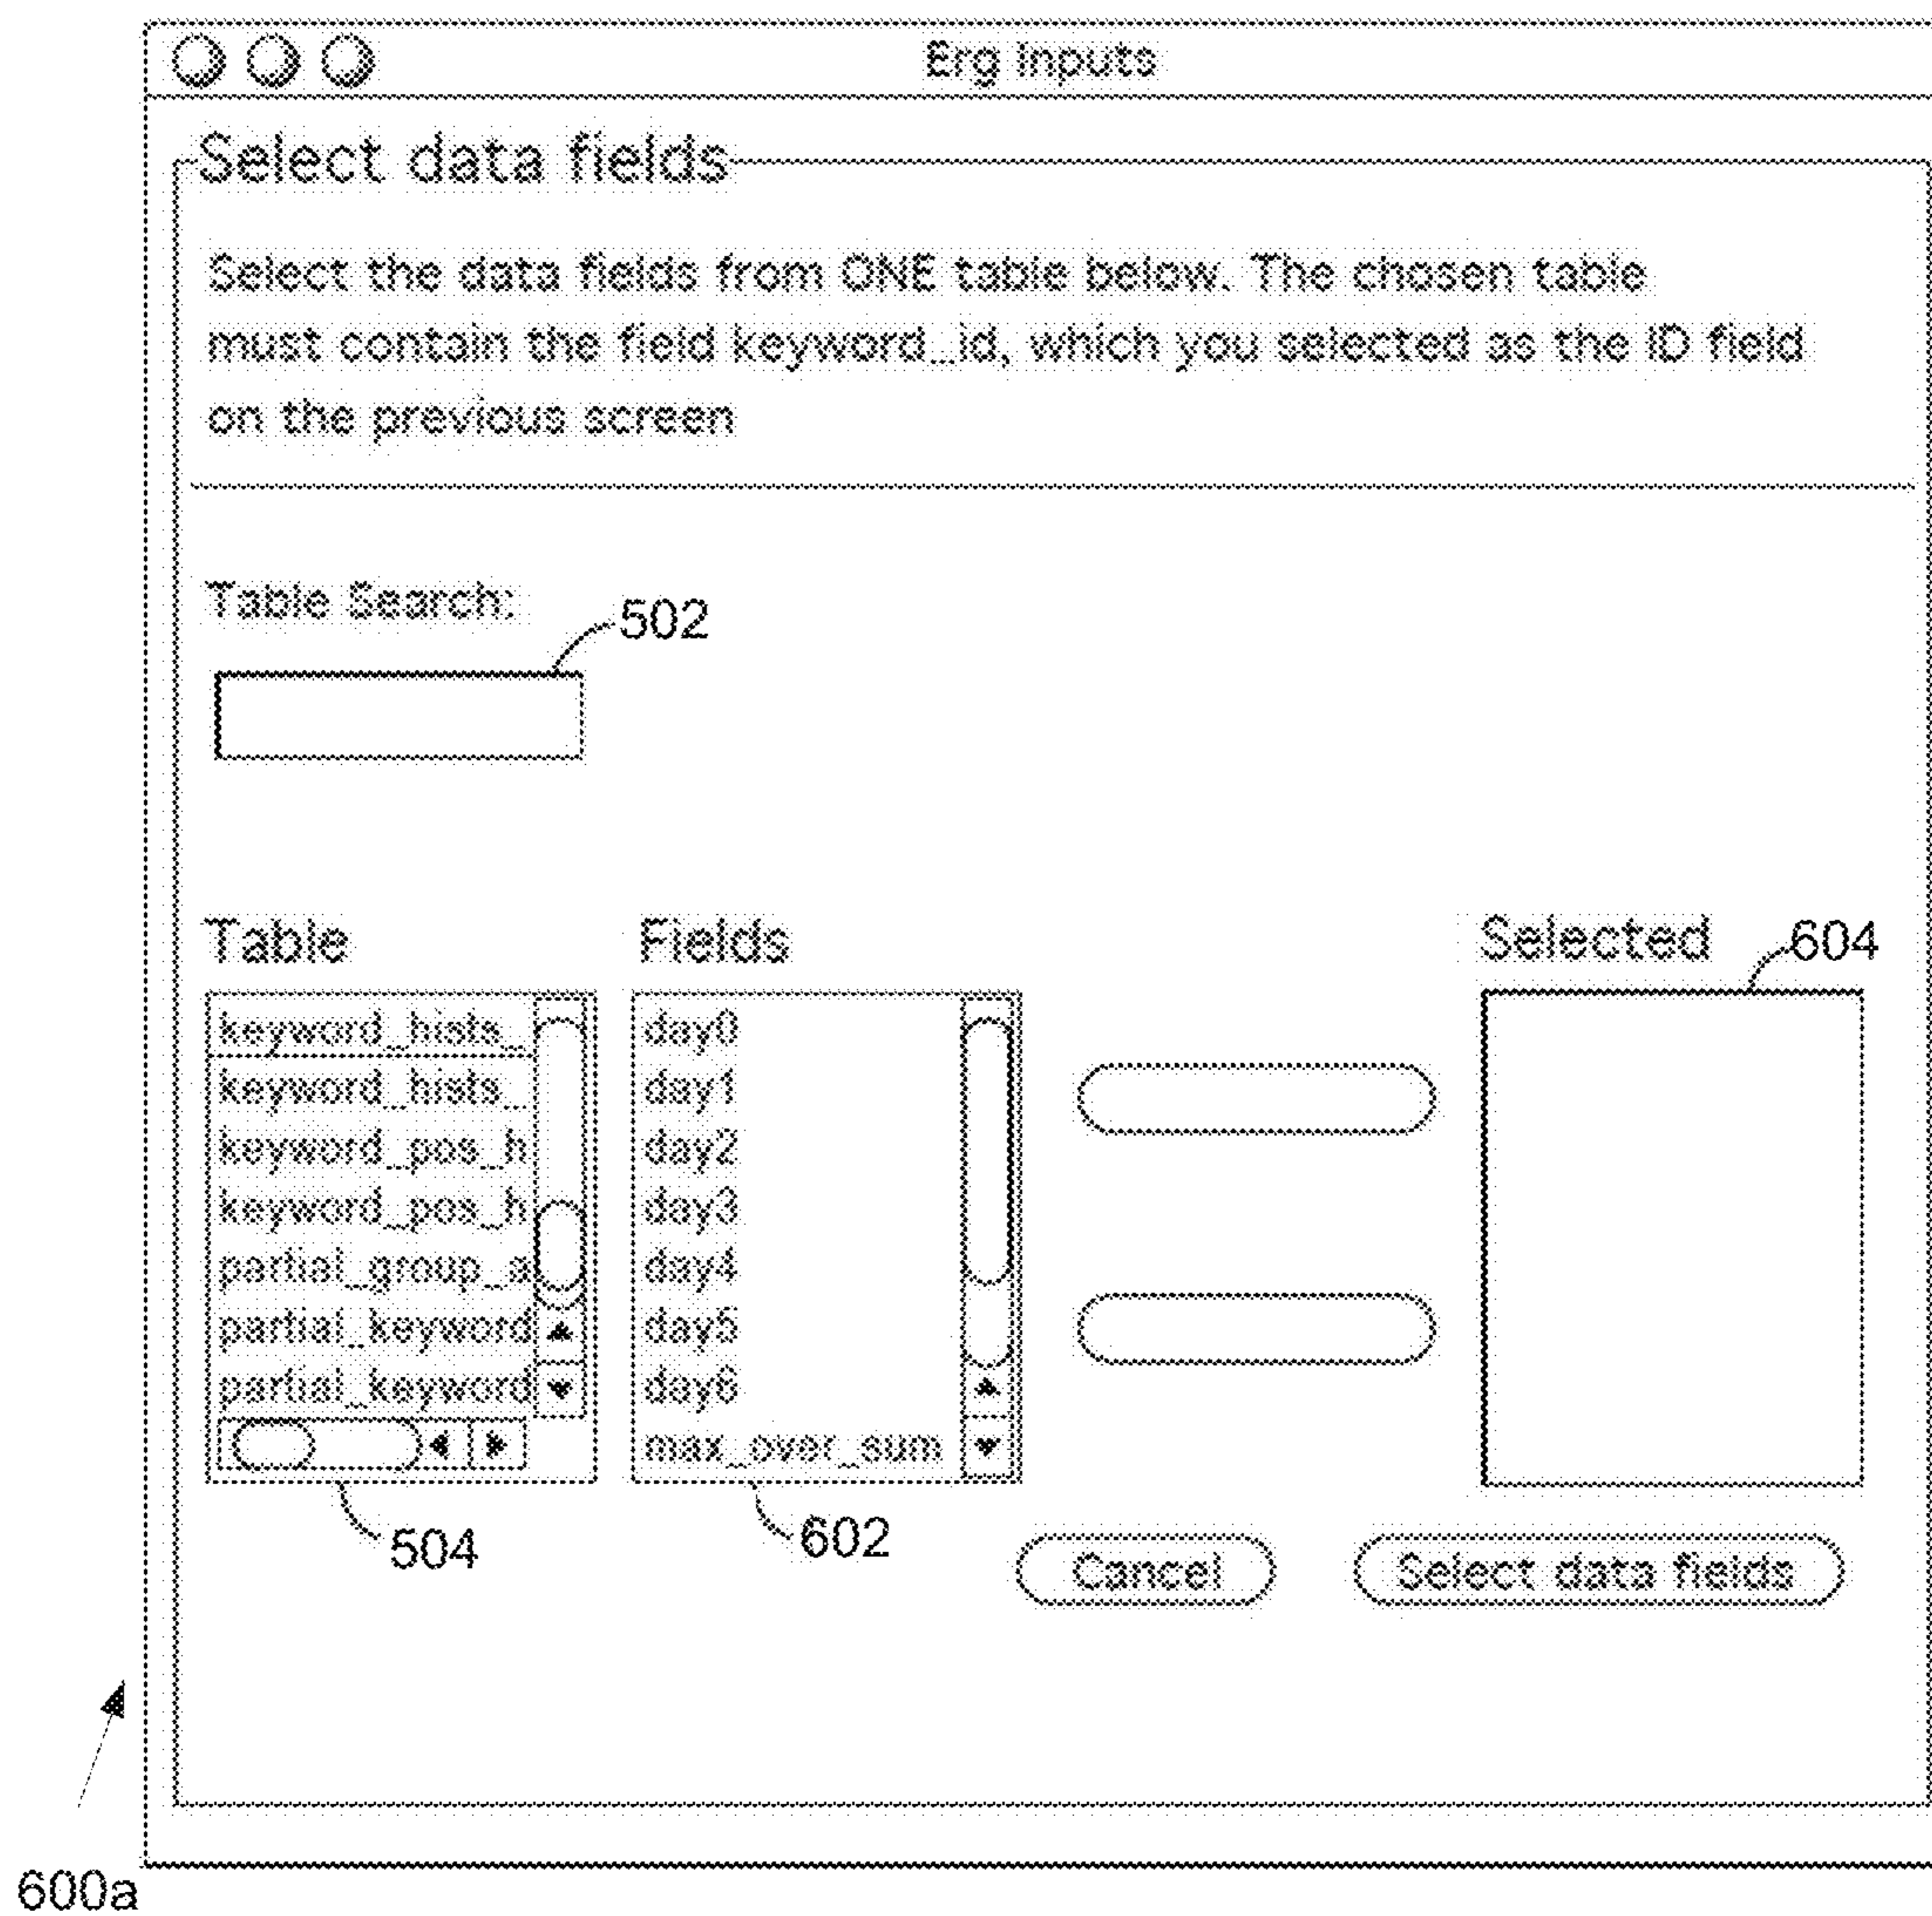 Erg inputs
Select data fields
Select the data fields from ONE table below. The chosen table
must contain the field keyword_id, which you selected as the ID field
on the previous screen
Table Search:
502
Table
Fields
Selected
604
keyword_hists_
keyword_hists_
keyword_pos_h
keyword_pos_h
partial_group_a
partial_keyword
partial_keyword
day0
day1
day2
day3
day4
day5
day6
max_over_sum
504
602
Cancel
Select data fields
600a